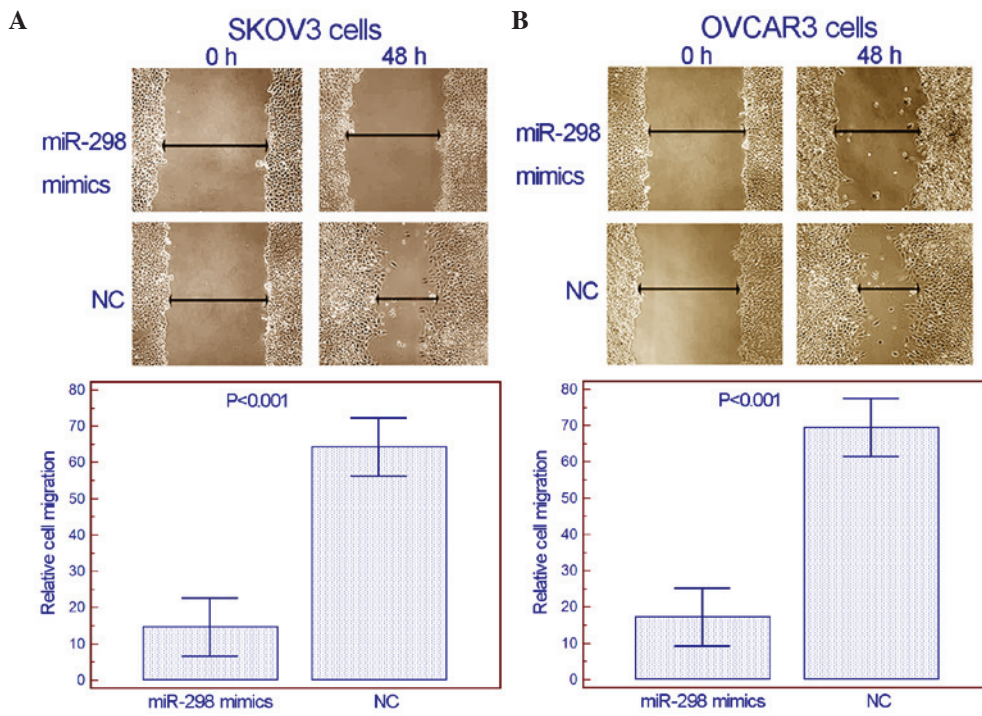 A
SKOV3 cells
0 h
48 h
miR-298
mimics
NC
80
70
60
50
40
30
20
10
0
Relative cell migration
P<0.001
miR-298 mimics
NC
B
OVCAR3 cells
0 h
48 h
miR-298
mimics
NC
80
70
60
50
40
30
20
10
0
Relative cell migration
P<0.001
miR-298 mimics
NC